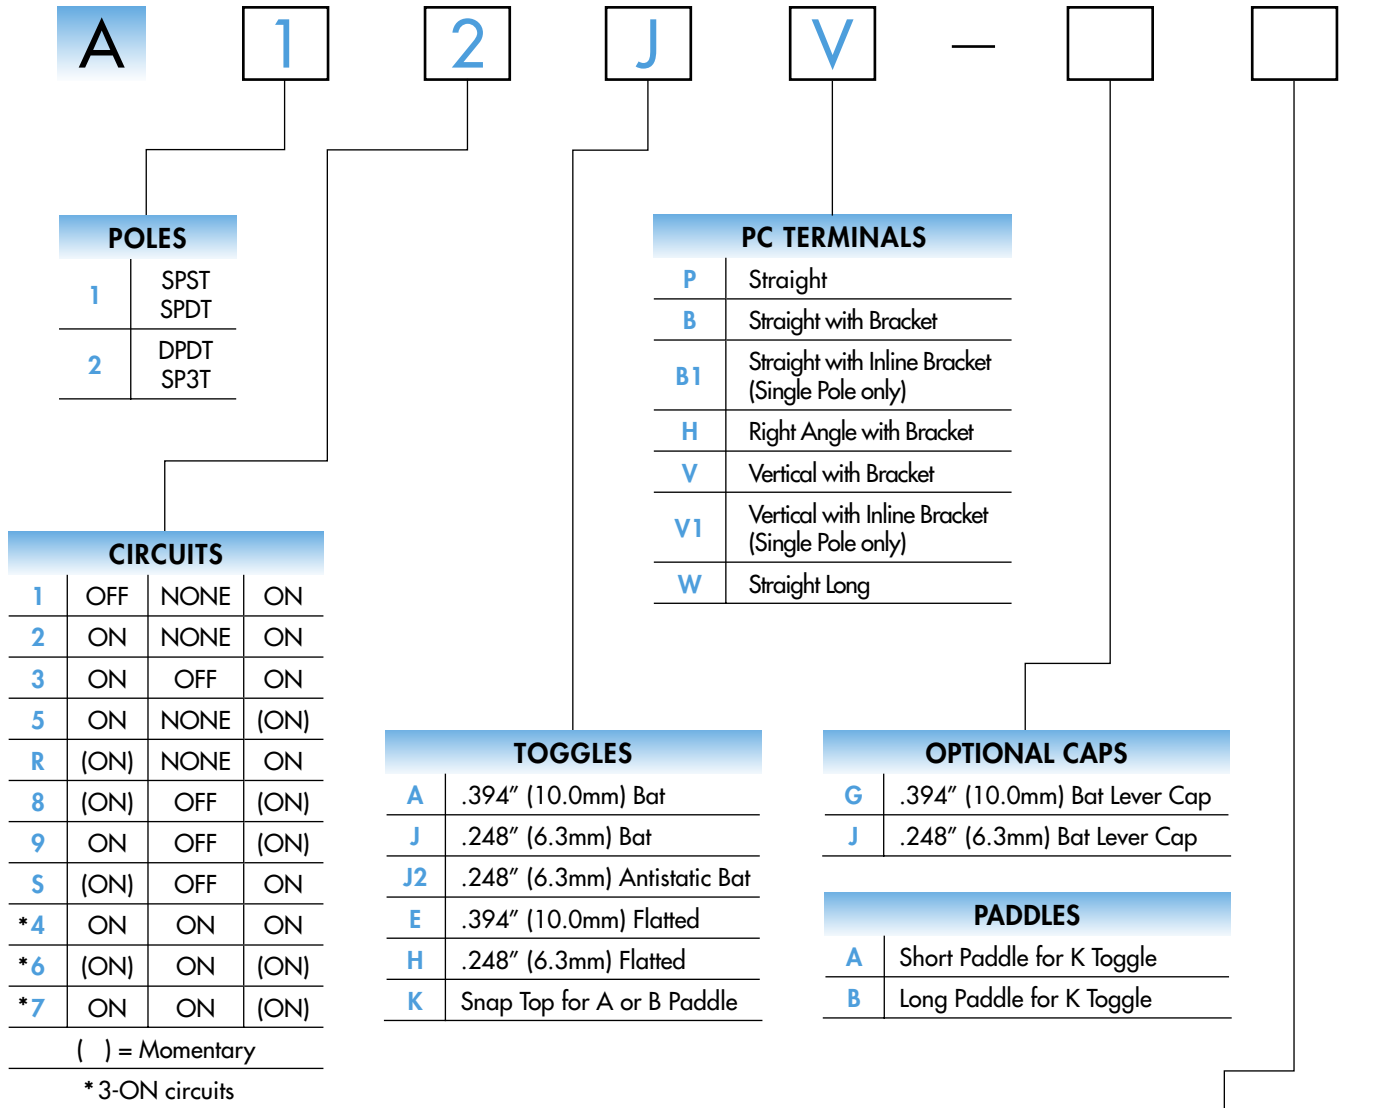 A 1 2 J V —
POLES
1 SPST
SPDT
2 DPDT
SP3T
PC TERMINALS
P Straight
B Straight with Bracket
B1 Straight with Inline Bracket
(Single Pole only)
H Right Angle with Bracket
V Vertical with Bracket
V1 Vertical with Inline Bracket
(Single Pole only)
W Straight Long
CIRCUITS
1 OFF NONE ON
2 ON NONE ON
3 ON OFF ON
5 ON NONE (ON)
R (ON) NONE ON
8 (ON) OFF (ON)
9 ON OFF (ON)
S (ON) OFF ON
*4 ON ON ON
*6 (ON) ON (ON)
*7 ON ON (ON)
( ) = Momentary
* 3-ON circuits
TOGGLES
A .394" (10.0mm) Bat
J .248" (6.3mm) Bat
J2 .248" (6.3mm) Antistatic Bat
E .394" (10.0mm) Flatted
H .248" (6.3mm) Flatted
K Snap Top for A or B Paddle
OPTIONAL CAPS
G .394" (10.0mm) Bat Lever Cap
J .248" (6.3mm) Bat Lever Cap
PADDLES
A Short Paddle for K Toggle
B Long Paddle for K Toggle